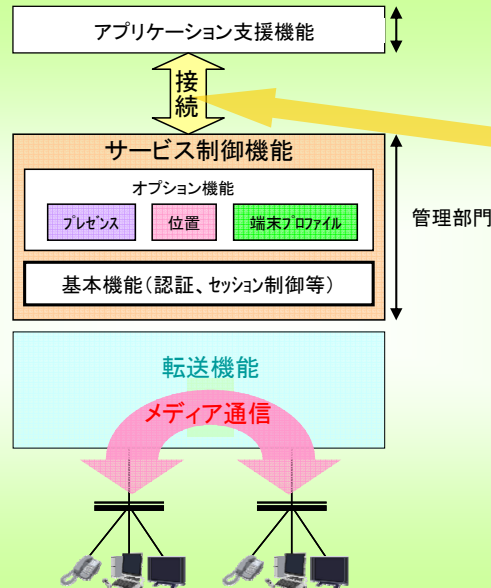 アプリケーション支援機能
接
続
サービス制御機能
オプション機能
プレゼンス 位置 端末プロファイル
管理部門
基本機能(認証、セッション制御等)
転送機能
メディア通信